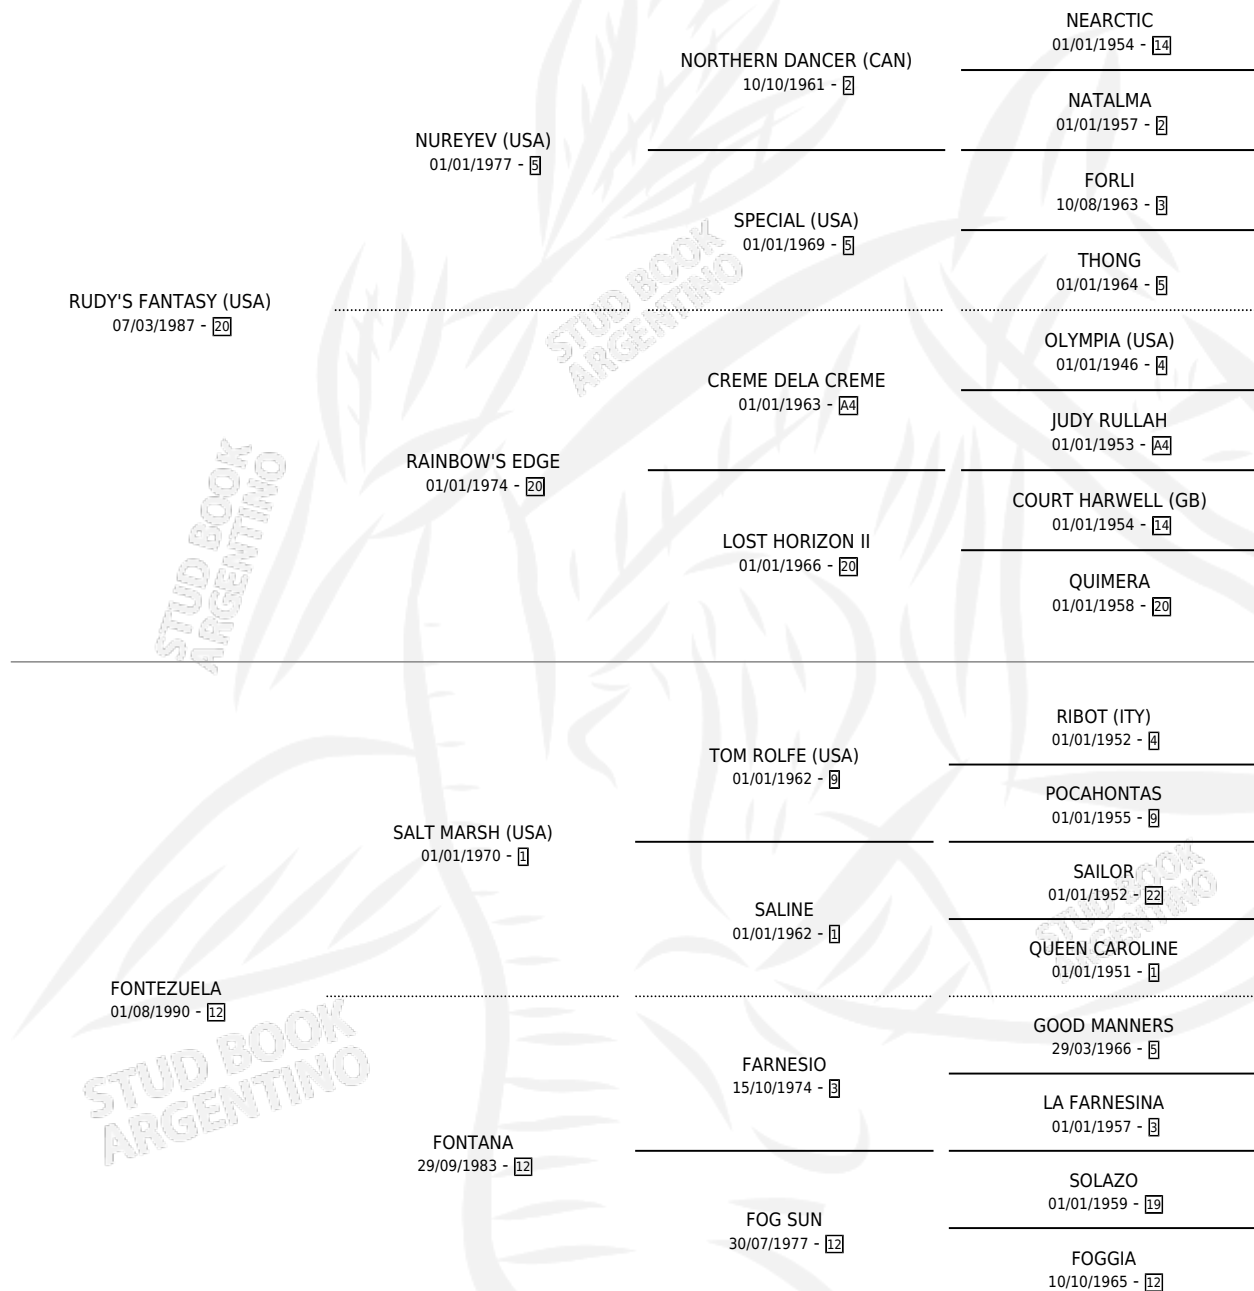 NEARCTIC
01/01/1954 - 14
NORTHERN DANCER (CAN)
10/10/1961 - 2
NATALMA
01/01/1957 - 2
NUREYEV (USA)
01/01/1977 - 5
FORLI
10/08/1963 - 3
SPECIAL (USA)
01/01/1969 - 5
THONG
01/01/1964 - 5
RUDY'S FANTASY (USA)
07/03/1987 - 20
OLYMPIA (USA)
01/01/1946 - 4
CREME DELA CREME
01/01/1963 - A4
JUDY RULLAH
01/01/1953 - A4
RAINBOW'S EDGE
01/01/1974 - 20
COURT HARWELL (GB)
01/01/1954 - 14
LOST HORIZON II
01/01/1966 - 20
QUIMERA
01/01/1958 - 20
RIBOT (ITY)
01/01/1952 - 4
TOM ROLFE (USA)
01/01/1962 - 9
POCAHONTAS
01/01/1955 - 9
SALT MARSH (USA)
01/01/1970 - 1
SAILOR
01/01/1952 - 22
SALINE
01/01/1962 - 1
QUEEN CAROLINE
01/01/1951 - 1
FONTEZUELA
01/08/1990 - 12
GOOD MANNERS
29/03/1966 - 5
FARNESIO
15/10/1974 - 3
LA FARNESINA
01/01/1957 - 3
FONTANA
29/09/1983 - 12
SOLAZO
01/01/1959 - 19
FOG SUN
30/07/1977 - 12
FOGGIA
10/10/1965 - 12
STUD BOOK
ARGENTINO
STUD BOOK
ARGENTINO
STUD BOOK
ARGENTINO
STUD BOOK
ARGENTINO